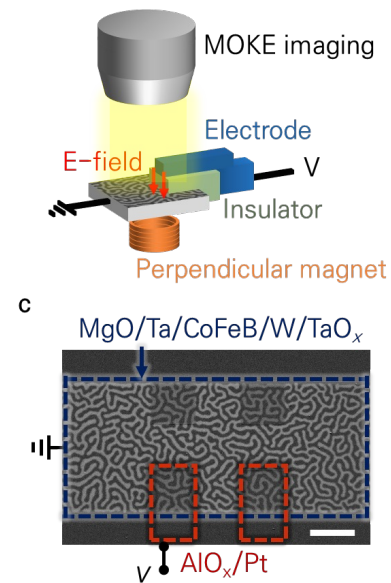 MOKE imaging
Electrode
E-field
V
Insulator
Perpendicular magnet
c
MgO/Ta/CoFeB/W/TaOₓ
AlOₓ/Pt
V